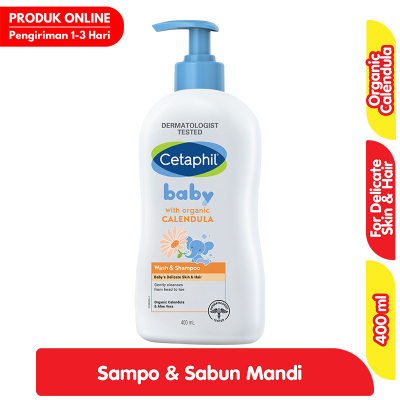 PRODUK ONLINE
Pengiriman 1-3 Hari
DERMATOLOGIST
TESTED
Cetaphil
baby
with organic
CALENDULA
Wash & Shampoo
Baby's Delicate Skin & Hair
Gently cleanses
from head to toe
Organic Calendula
& Aloe Vera
400 mL
Organic
Calendula
For Delicate
Skin & Hair
400 ml
Sampo & Sabun Mandi